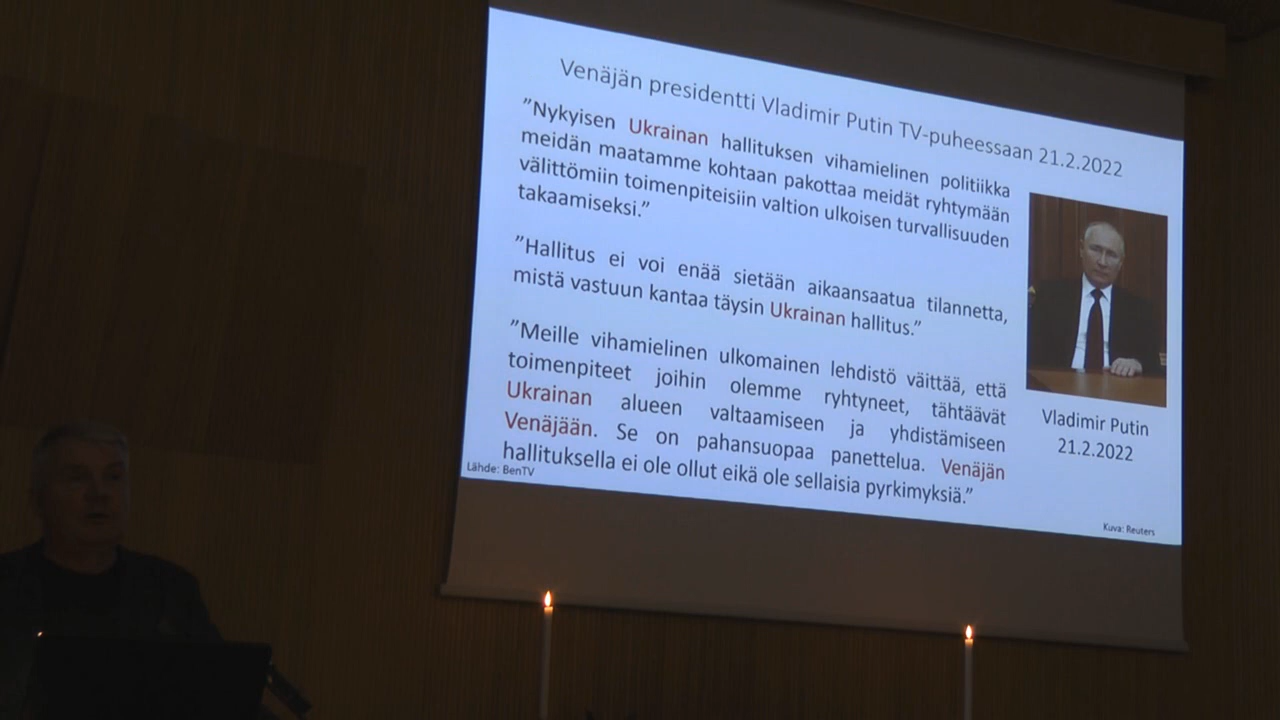 Venäjän presidentti Vladimir Putin TV-puheessaan 21.2.2022
”Nykyisen Ukrainan hallituksen vihamielinen politiikka
meidän maatamme kohtaan pakottaa meidät ryhtymään
välittömiin toimenpiteisiin valtion ulkoisen turvallisuuden
takaamiseksi.”
”Hallitus ei voi enää sietään aikaansaatua tilannetta,
mistä vastuun kantaa täysin Ukrainan hallitus.”
”Meille vihamielinen ulkomainen lehdistö väittää, että
toimenpiteet joihin olemme ryhtyneet, tähtäävät
Ukrainan alueen valtaamiseen ja yhdistämiseen
Venäjään. Se on pahansuopaa panettelua. Venäjän
hallituksella ei ole ollut eikä ole sellaisia pyrkimyksiä.”
Lähde: BenTV
Vladimir Putin
21.2.2022
Kuva: Reuters